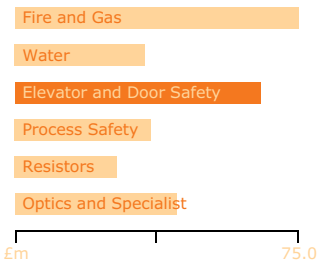 Fire and Gas
Water
Elevator and Door Safety
Process Safety
Resistors
Optics and Specialist
£m 75.0